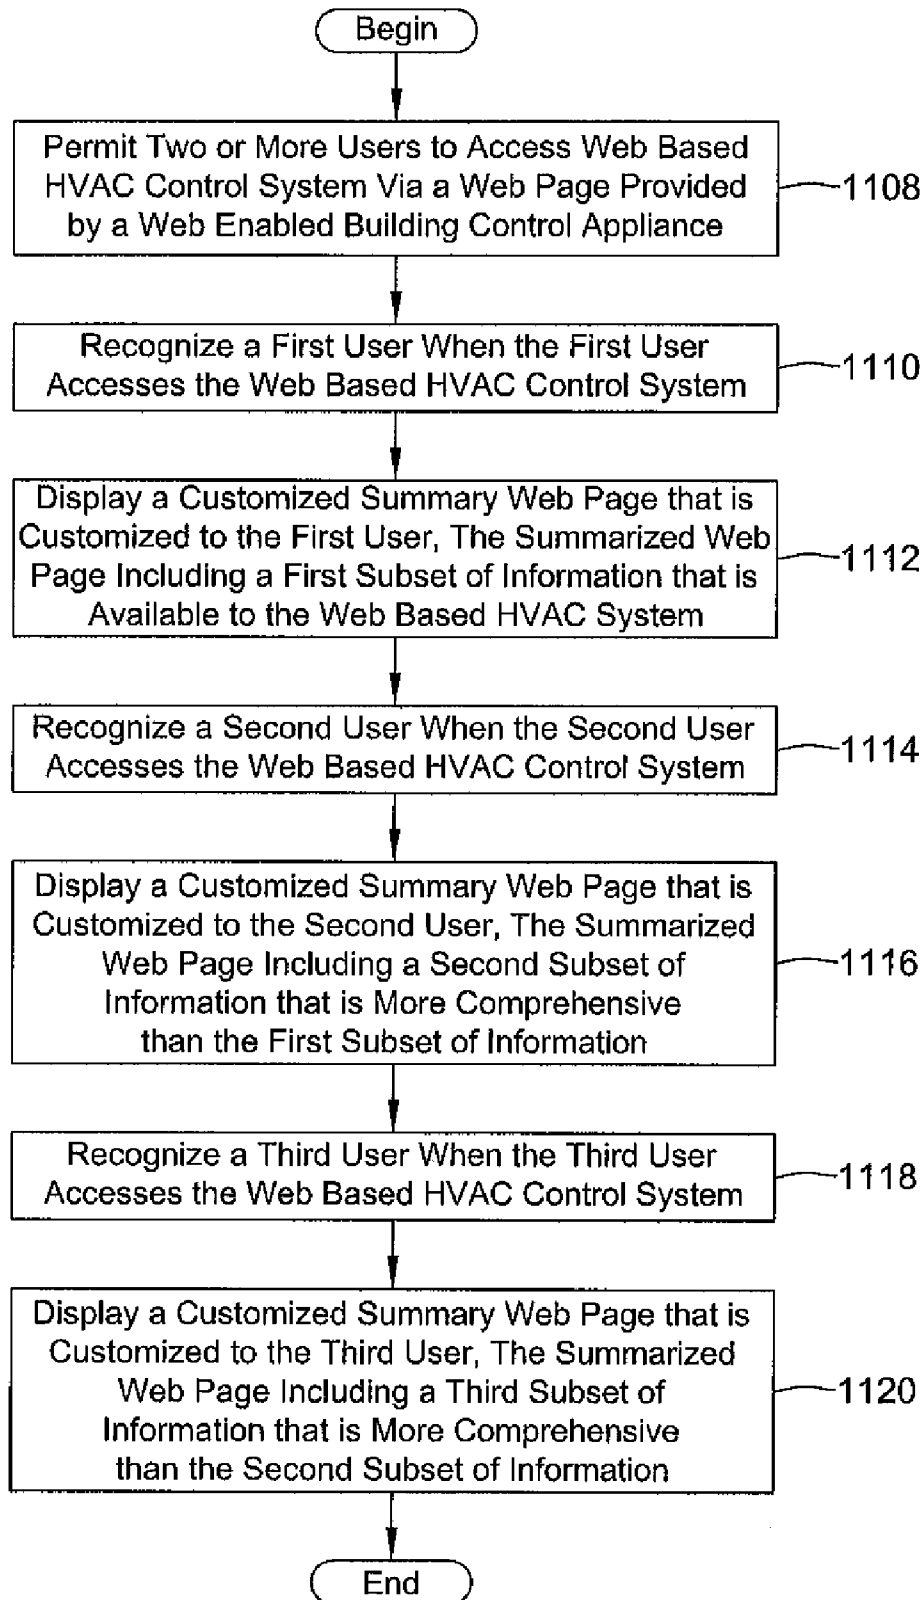 Begin
Permit Two or More Users to Access Web Based
HVAC Control System Via a Web Page Provided
by a Web Enabled Building Control Appliance
1108
Recognize a First User When the First User
Accesses the Web Based HVAC Control System
1110
Display a Customized Summary Web Page that is
Customized to the First User, The Summarized Web
Page Including a First Subset of Information that is
Available to the Web Based HVAC System
1112
Recognize a Second User When the Second User
Accesses the Web Based HVAC Control System
1114
Display a Customized Summary Web Page that is
Customized to the Second User, The Summarized
Web Page Including a Second Subset of
Information that is More Comprehensive
than the First Subset of Information
1116
Recognize a Third User When the Third User
Accesses the Web Based HVAC Control System
1118
Display a Customized Summary Web Page that is
Customized to the Third User, The Summarized
Web Page Including a Third Subset of
Information that is More Comprehensive
than the Second Subset of Information
1120
End